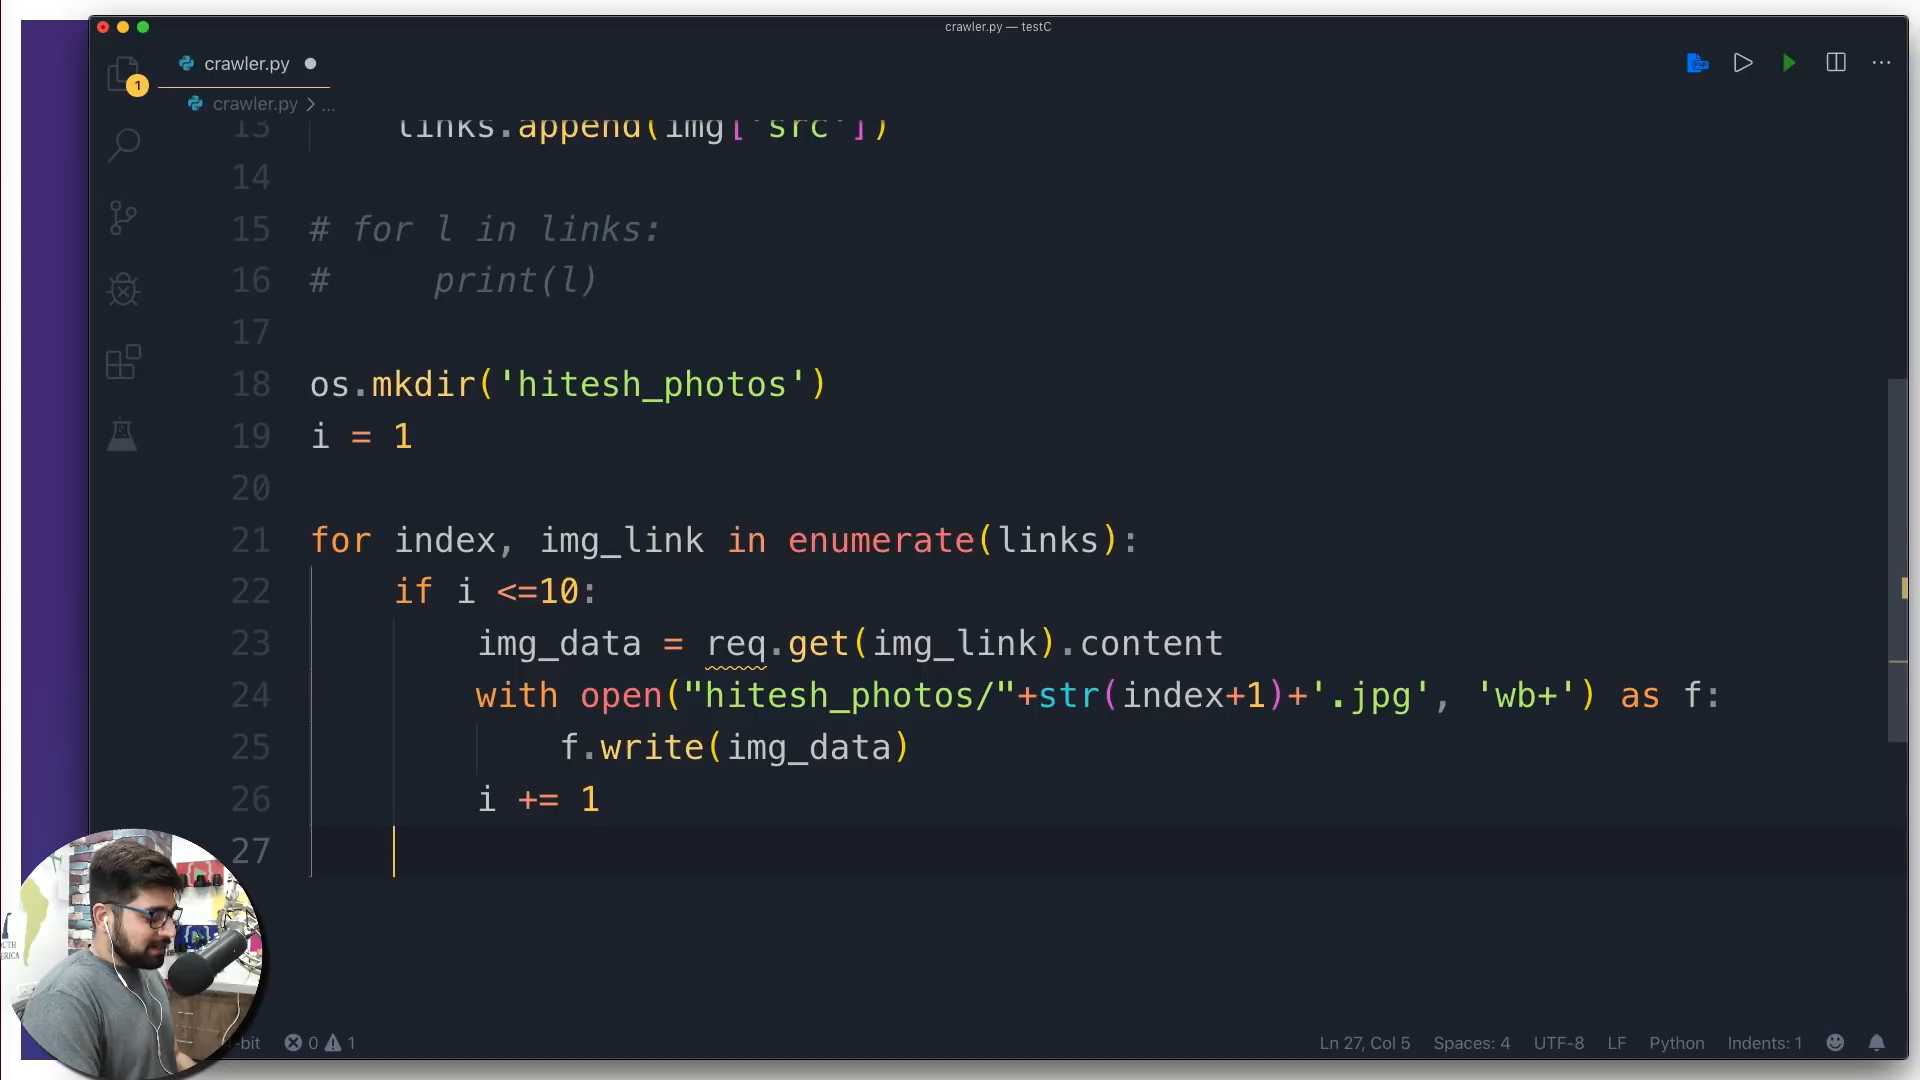 crawler.py — testC
crawler.py
1
crawler.py > ...
13 links.append(img['src'])
14
15 # for l in links:
16 #     print(l)
17
18 os.mkdir('hitesh_photos')
19 i = 1
20
21 for index, img_link in enumerate(links):
22     if i <=10:
23         img_data = req.get(img_link).content
24         with open("hitesh_photos/"+str(index+1)+'.jpg', 'wb+') as f:
25             f.write(img_data)
26         i += 1
27
-bit 0 1 Ln 27, Col 5 Spaces: 4 UTF-8 LF Python Indents: 1